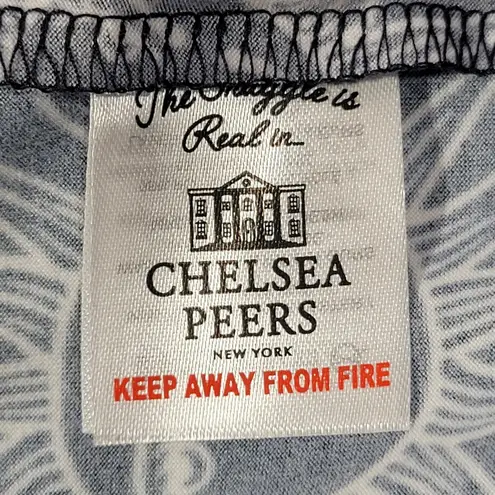 The Snuggle is
Real in...
CHELSEA
PEERS
NEW YORK
KEEP AWAY FROM FIRE